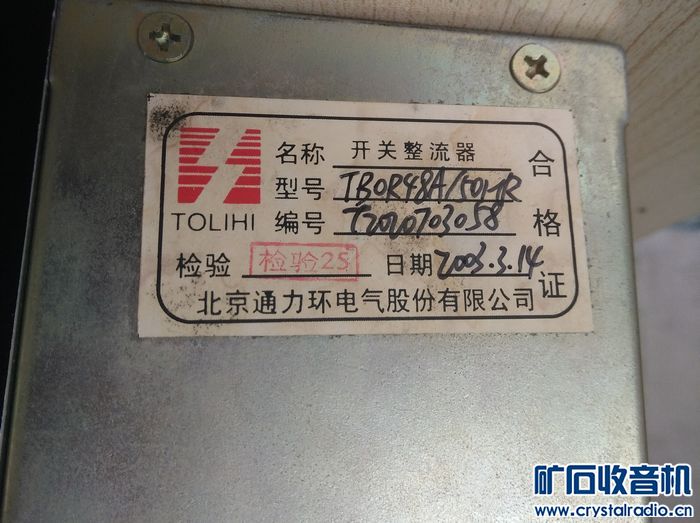 名称 开关整流器
型号 TB0R48A/50MR
TOLIHI 编号 T2020703058
检验 检验25 日期 2003.3.14
北京通力环电气股份有限公司
合格证
矿石收音机
www.crystalradio.cn